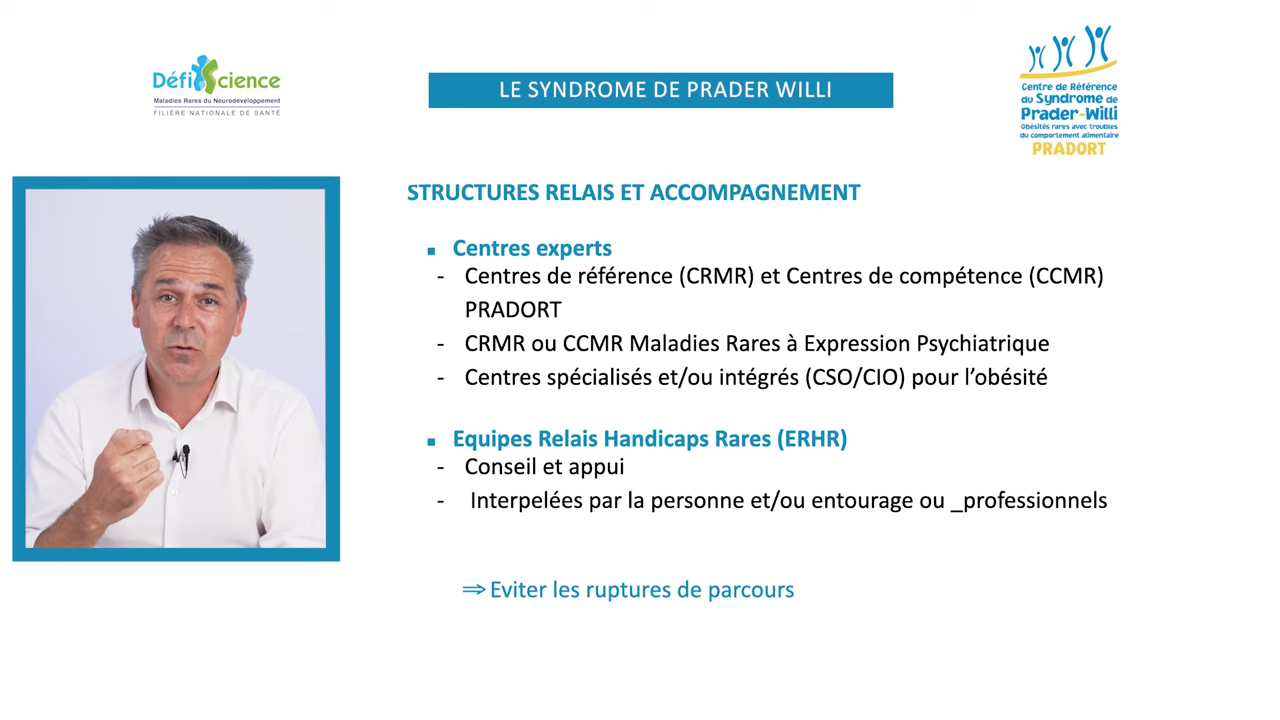 DéfiScience
Maladies Rares du Neurodéveloppement
FILIÈRE NATIONALE DE SANTÉ
LE SYNDROME DE PRADER WILLI
Centre de Référence
du Syndrome de
Prader-Willi
Obésités rares avec troubles
du comportement alimentaire
PRADORT
STRUCTURES RELAIS ET ACCOMPAGNEMENT
▪ Centres experts
- Centres de référence (CRMR) et Centres de compétence (CCMR)
PRADORT
- CRMR ou CCMR Maladies Rares à Expression Psychiatrique
- Centres spécialisés et/ou intégrés (CSO/CIO) pour l’obésité
▪ Equipes Relais Handicaps Rares (ERHR)
- Conseil et appui
- Interpelées par la personne et/ou entourage ou _professionnels
⇒ Eviter les ruptures de parcours